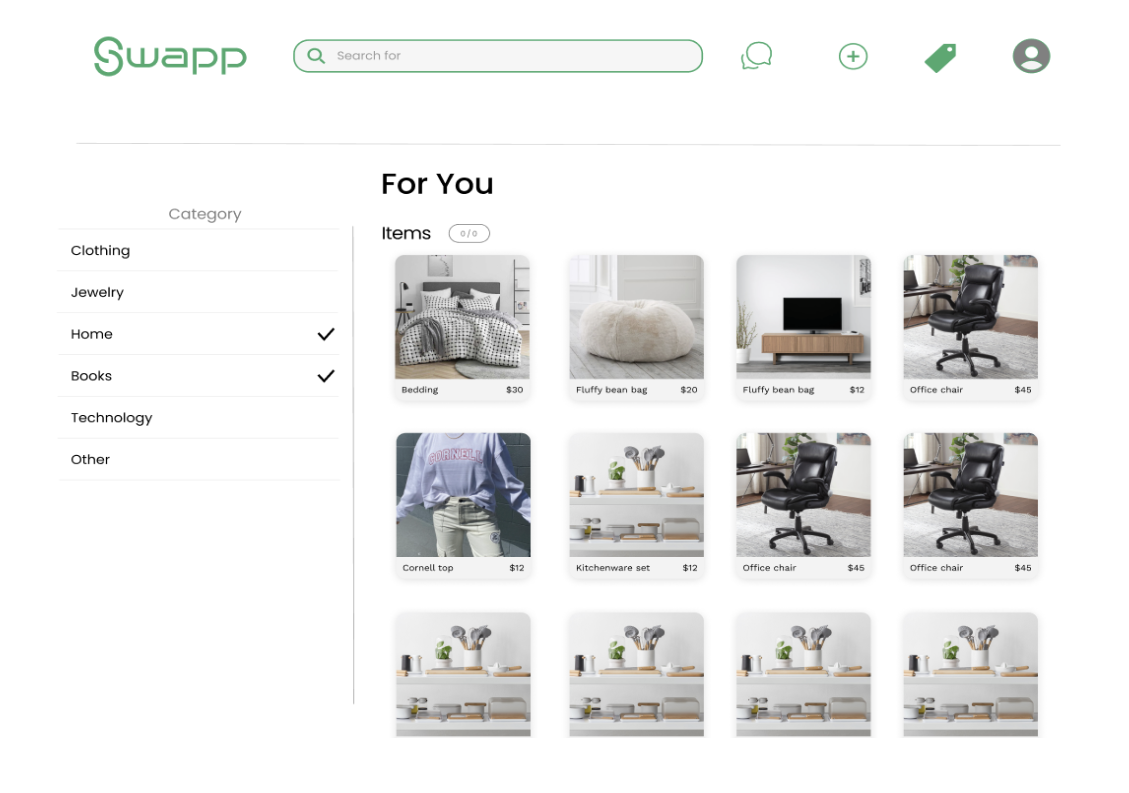 Swapp
Search for
For You
Category
Items 0/0
Clothing
Jewelry
Home
Books
Technology
Other
Bedding $30
Fluffy bean bag $20
Fluffy bean bag $12
Office chair $45
CORNELL
Cornell top $12
Kitchenware set $12
Office chair $45
Office chair $45